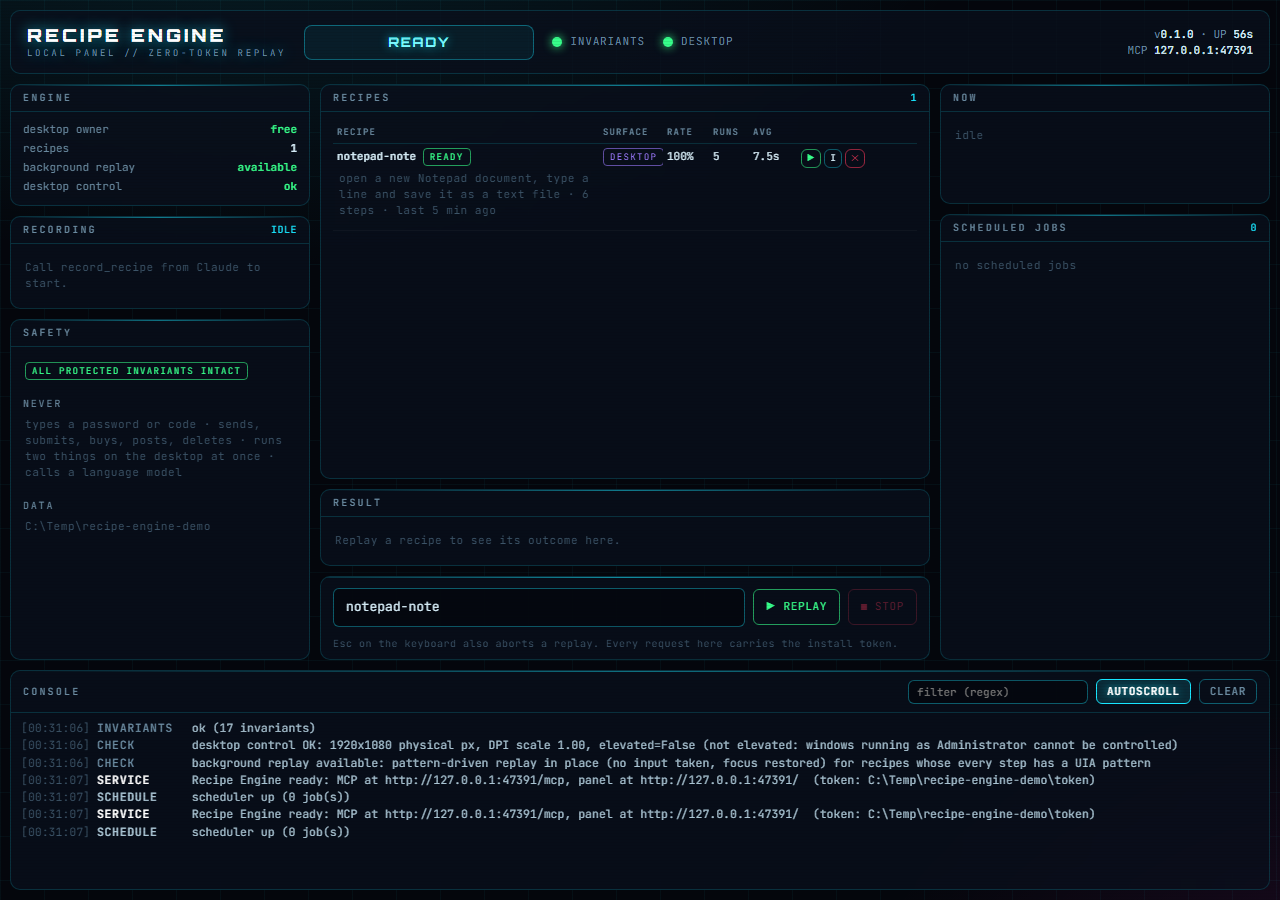 RECIPE ENGINE
LOCAL PANEL // ZERO-TOKEN REPLAY
READY
INVARIANTS
DESKTOP
v0.1.0 · UP 56s
MCP 127.0.0.1:47391
ENGINE
desktop owner free
recipes 1
background replay available
desktop control ok
RECORDING IDLE
Call record_recipe from Claude to
start.
SAFETY
ALL PROTECTED INVARIANTS INTACT
NEVER
types a password or code · sends,
submits, buys, posts, deletes · runs
two things on the desktop at once ·
calls a language model
DATA
C:\Temp\recipe-engine-demo
RECIPES 1
RECIPE SURFACE RATE RUNS AVG
notepad-note READY DESKTOP 100% 5 7.5s ▶ I ✕
open a new Notepad document, type a
line and save it as a text file · 6
steps · last 5 min ago
RESULT
Replay a recipe to see its outcome here.
notepad-note
▶ REPLAY
■ STOP
Esc on the keyboard also aborts a replay. Every request here carries the install token.
NOW
idle
SCHEDULED JOBS 0
no scheduled jobs
CONSOLE
filter (regex)
AUTOSCROLL
CLEAR
[00:31:06] INVARIANTS ok (17 invariants)
[00:31:06] CHECK desktop control OK: 1920x1080 physical px, DPI scale 1.00, elevated=False (not elevated: windows running as Administrator cannot be controlled)
[00:31:06] CHECK background replay available: pattern-driven replay in place (no input taken, focus restored) for recipes whose every step has a UIA pattern
[00:31:07] SERVICE Recipe Engine ready: MCP at http://127.0.0.1:47391/mcp, panel at http://127.0.0.1:47391/ (token: C:\Temp\recipe-engine-demo\token)
[00:31:07] SCHEDULE scheduler up (0 job(s))
[00:31:07] SERVICE Recipe Engine ready: MCP at http://127.0.0.1:47391/mcp, panel at http://127.0.0.1:47391/ (token: C:\Temp\recipe-engine-demo\token)
[00:31:07] SCHEDULE scheduler up (0 job(s))